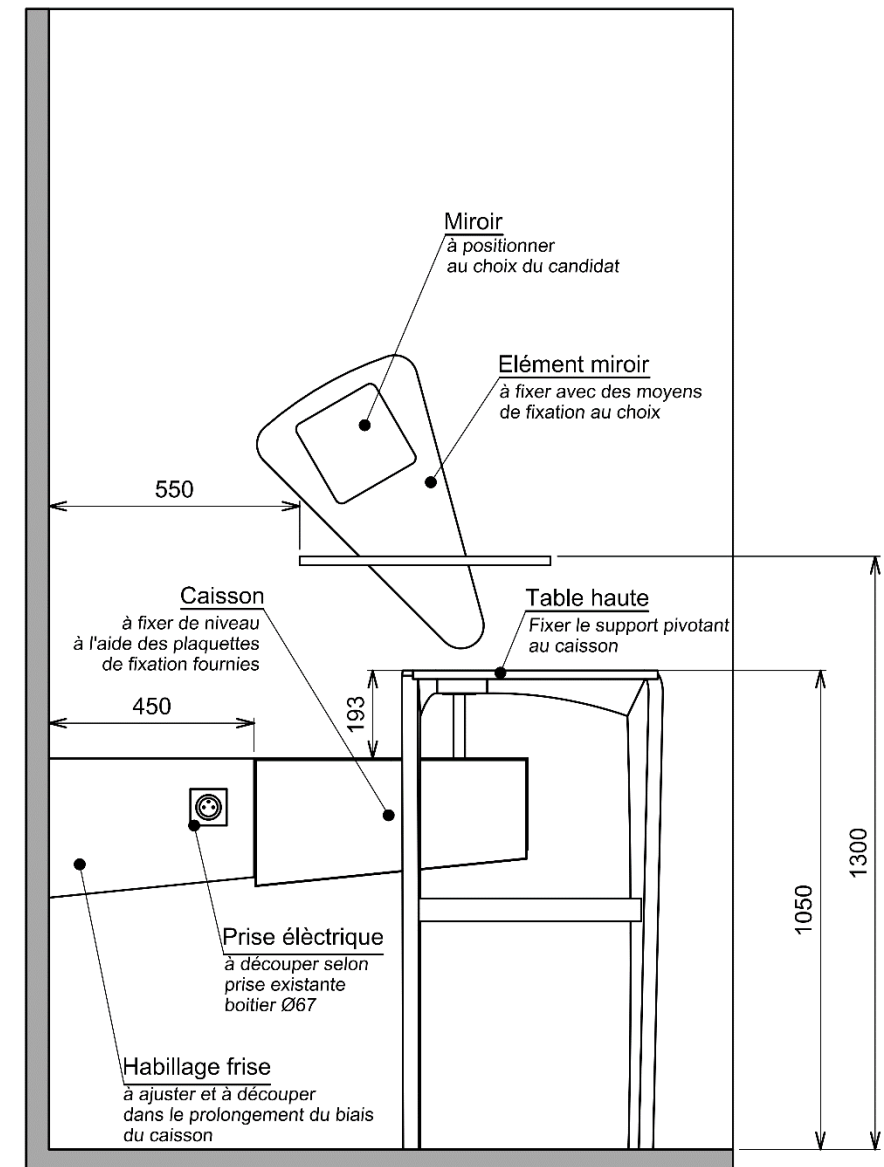 Miroir
à positionner
au choix du candidat
Elément miroir
à fixer avec des moyens
de fixation au choix
550
Caisson
à fixer de niveau
à l'aide des plaquettes
de fixation fournies
Table haute
Fixer le support pivotant
au caisson
450
193
1300
1050
Prise élèctrique
à découper selon
prise existante
boitier Ø67
Habillage frise
à ajuster et à découper
dans le prolongement du biais
du caisson